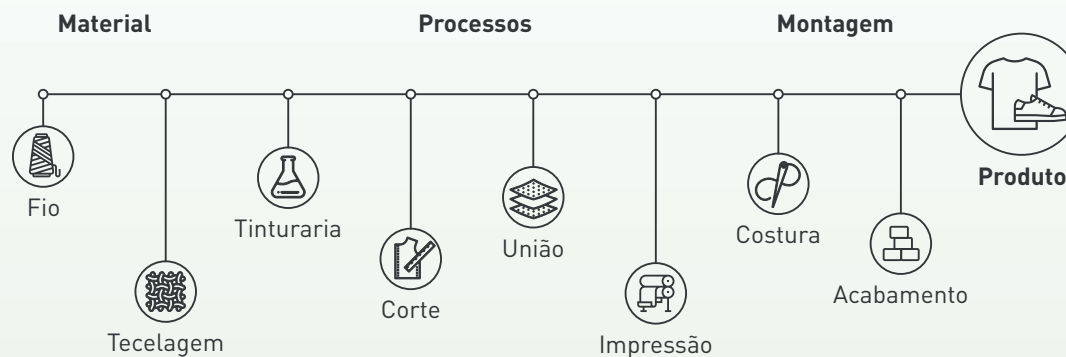 Material
Processos
Montagem
Fio
Tecelagem
Tinturaria
Corte
União
Impressão
Costura
Acabamento
Produto